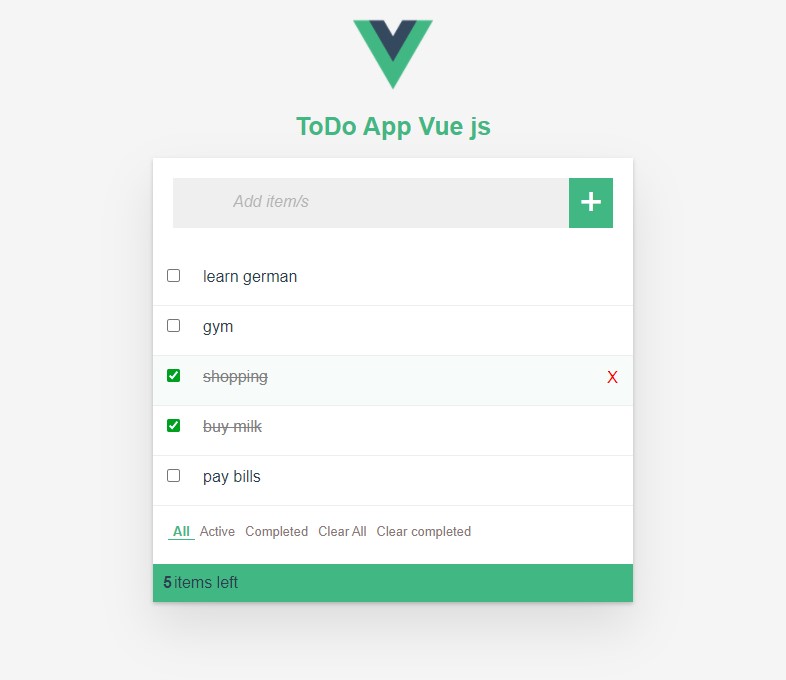 ToDo App Vue js
Add item/s
+
learn german
gym
shopping X
buy milk
pay bills
All Active Completed Clear All Clear completed
5 items left